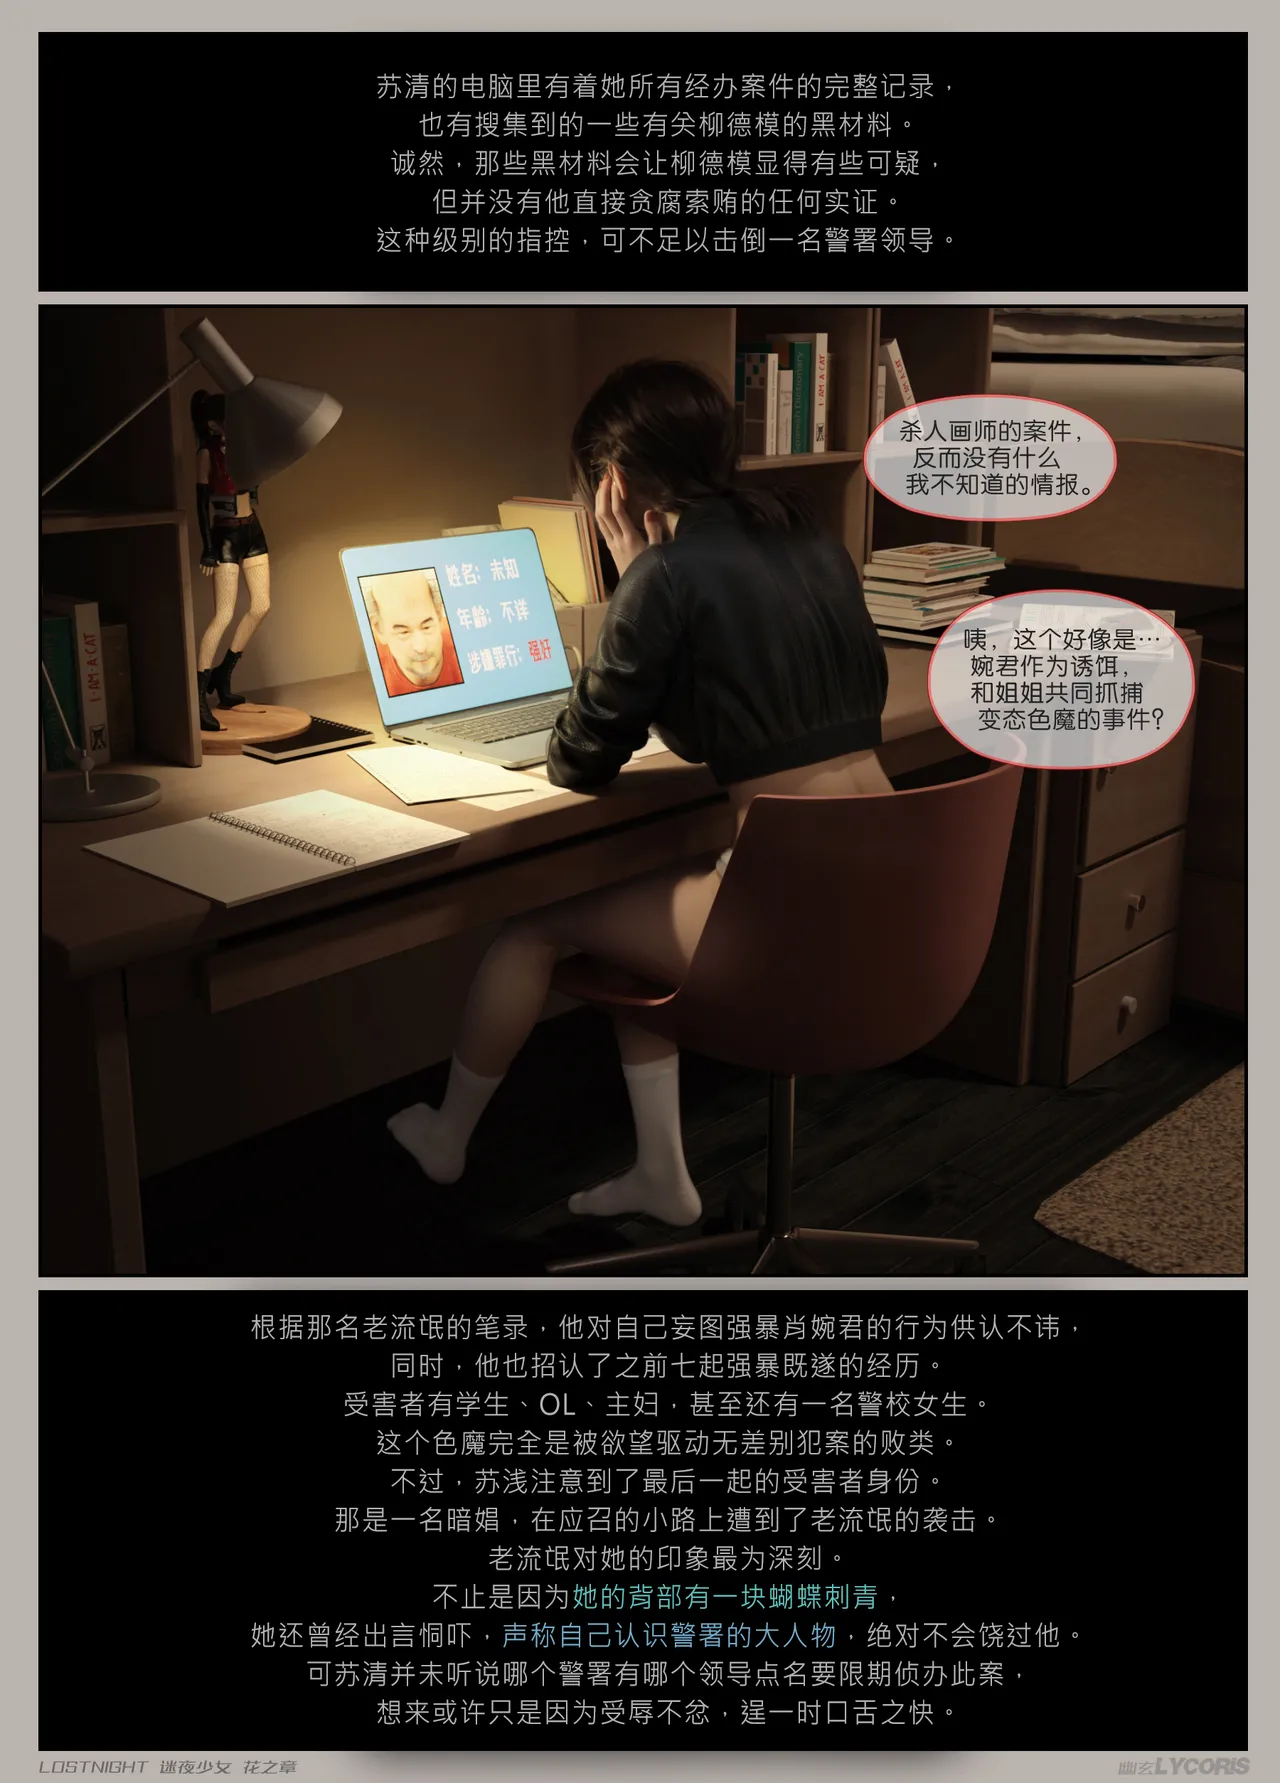 苏清的电脑里有着她所有经办案件的完整记录，
也有搜集到的一些有关柳德模的黑材料。
诚然，那些黑材料会让柳德模显得有些可疑，
但并没有他直接贪腐索贿的任何实证。
这种级别的指控，可不足以击倒一名警署领导。
杀人画师的案件，
反而没有什么
我不知道的情报。
I·AM·A·CAT
Dictionary
I·AM·A·CAT
姓名：未知
年龄：不详
涉嫌罪行：强奸
咦，这个好像是…
婉君作为诱饵，
和姐姐共同抓捕
变态色魔的事件？
根据那名老流氓的笔录，他对自己妄图强暴肖婉君的行为供认不讳，
同时，他也招认了之前七起强暴既遂的经历。
受害者有学生、OL、主妇，甚至还有一名警校女生。
这个色魔完全是被欲望驱动无差别犯案的败类。
不过，苏浅注意到了最后一起的受害者身份。
那是一名暗娼，在应召的小路上遭到了老流氓的袭击。
老流氓对她的印象最为深刻。
不止是因为她的背部有一块蝴蝶刺青，
她还曾经出言恫吓，声称自己认识警署的大人物，绝对不会饶过他。
可苏清并未听说哪个警署有哪个领导点名要限期侦办此案，
想来或许只是因为受辱不忿，逞一时口舌之快。
LOSTNIGHT 迷夜少女 花之章
幽玄LYCORIS